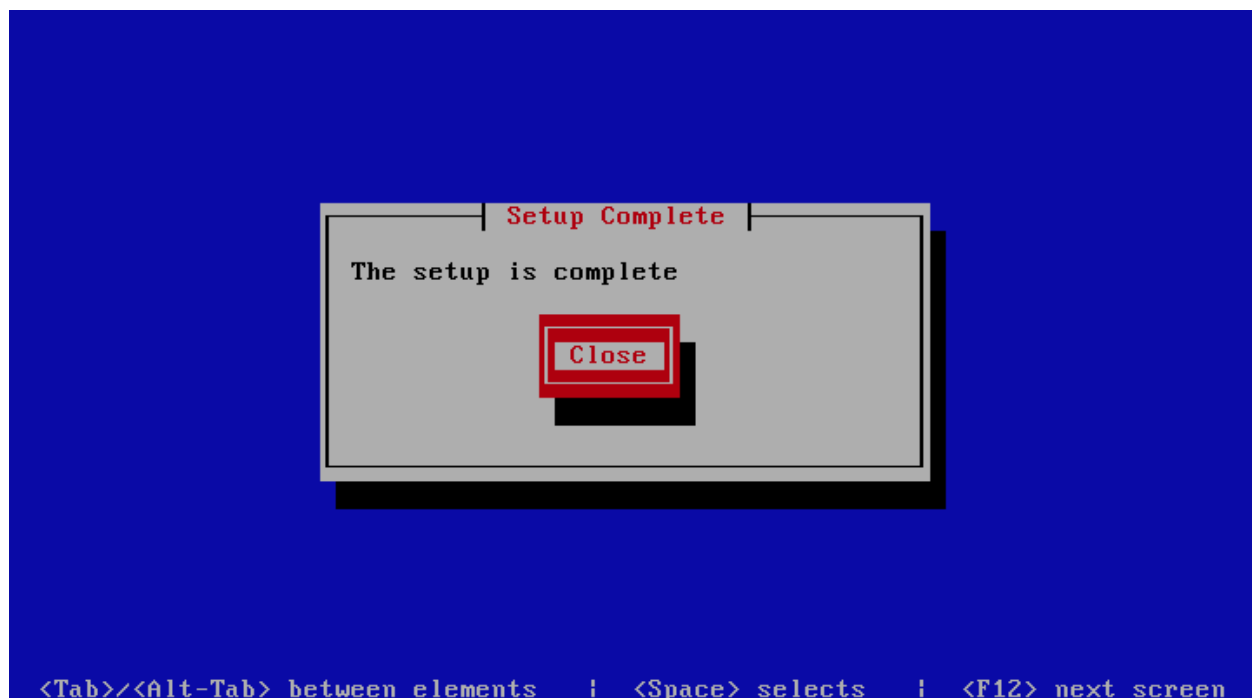 Setup Complete
The setup is complete
Close
<Tab>/<Alt-Tab> between elements | <Space> selects | <F12> next screen